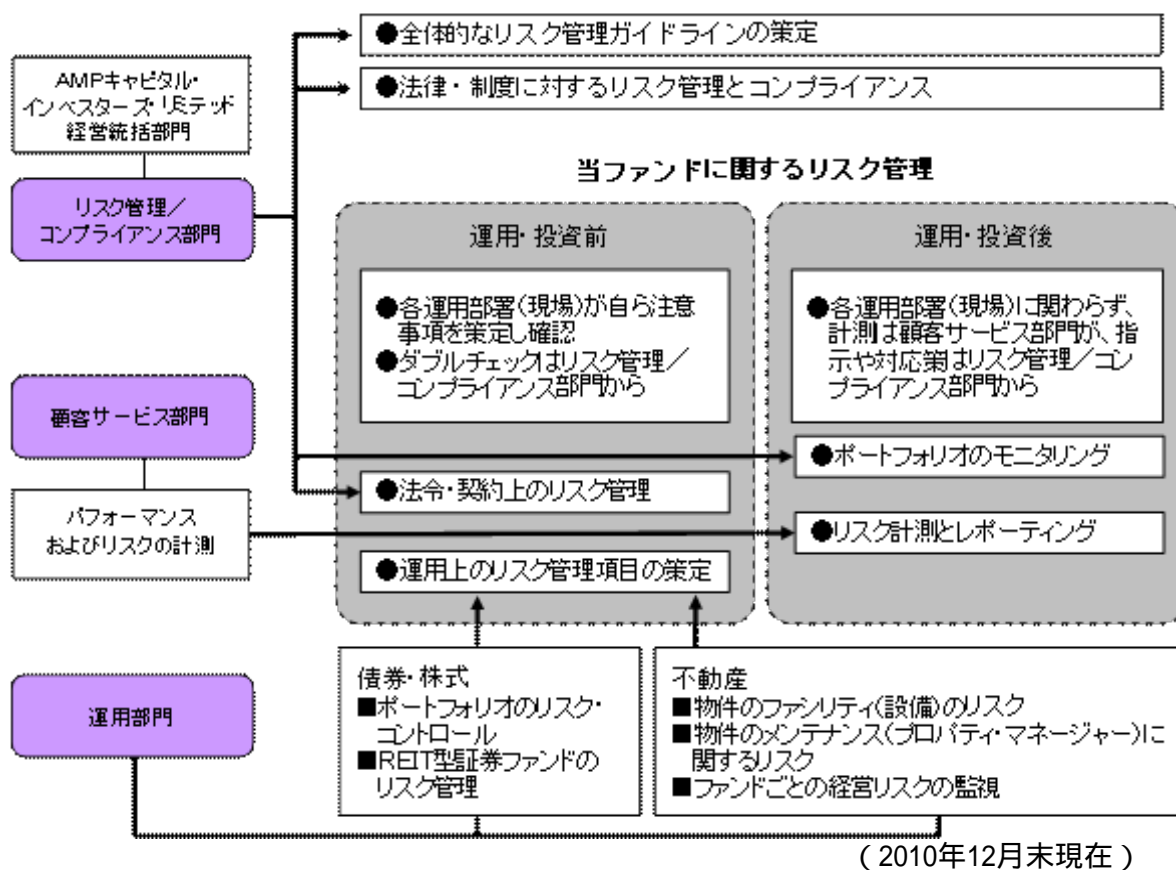 ●全体的なリスク管理ガイドラインの策定
AMPキャピタル・
インベスターズ・リミテッド
経営統括部門
●法律・制度に対するリスク管理とコンプライアンス
当ファンドに関するリスク管理
リスク管理／
コンプライアンス部門
運用・投資前
●各運用部署（現場）が自ら注意
事項を策定し確認
●ダブルチェックはリスク管理／
コンプライアンス部門から
運用・投資後
●各運用部署（現場）に関わらず、
計測は顧客サービス部門が、指
示や対応策はリスク管理／コン
プライアンス部門から
顧客サービス部門
●ポートフォリオのモニタリング
●法令・契約上のリスク管理
パフォーマンス
およびリスクの計測
●リスク計測とレポーティング
●運用上のリスク管理項目の策定
運用部門
債券・株式
■ポートフォリオのリスク・
コントロール
■REIT型証券ファンドの
リスク管理
不動産
■物件のファシリティ（設備）のリスク
■物件のメンテナンス（プロパティ・マネージャー）に
関するリスク
■ファンドごとの経営リスクの監視
（2010年12月末現在）